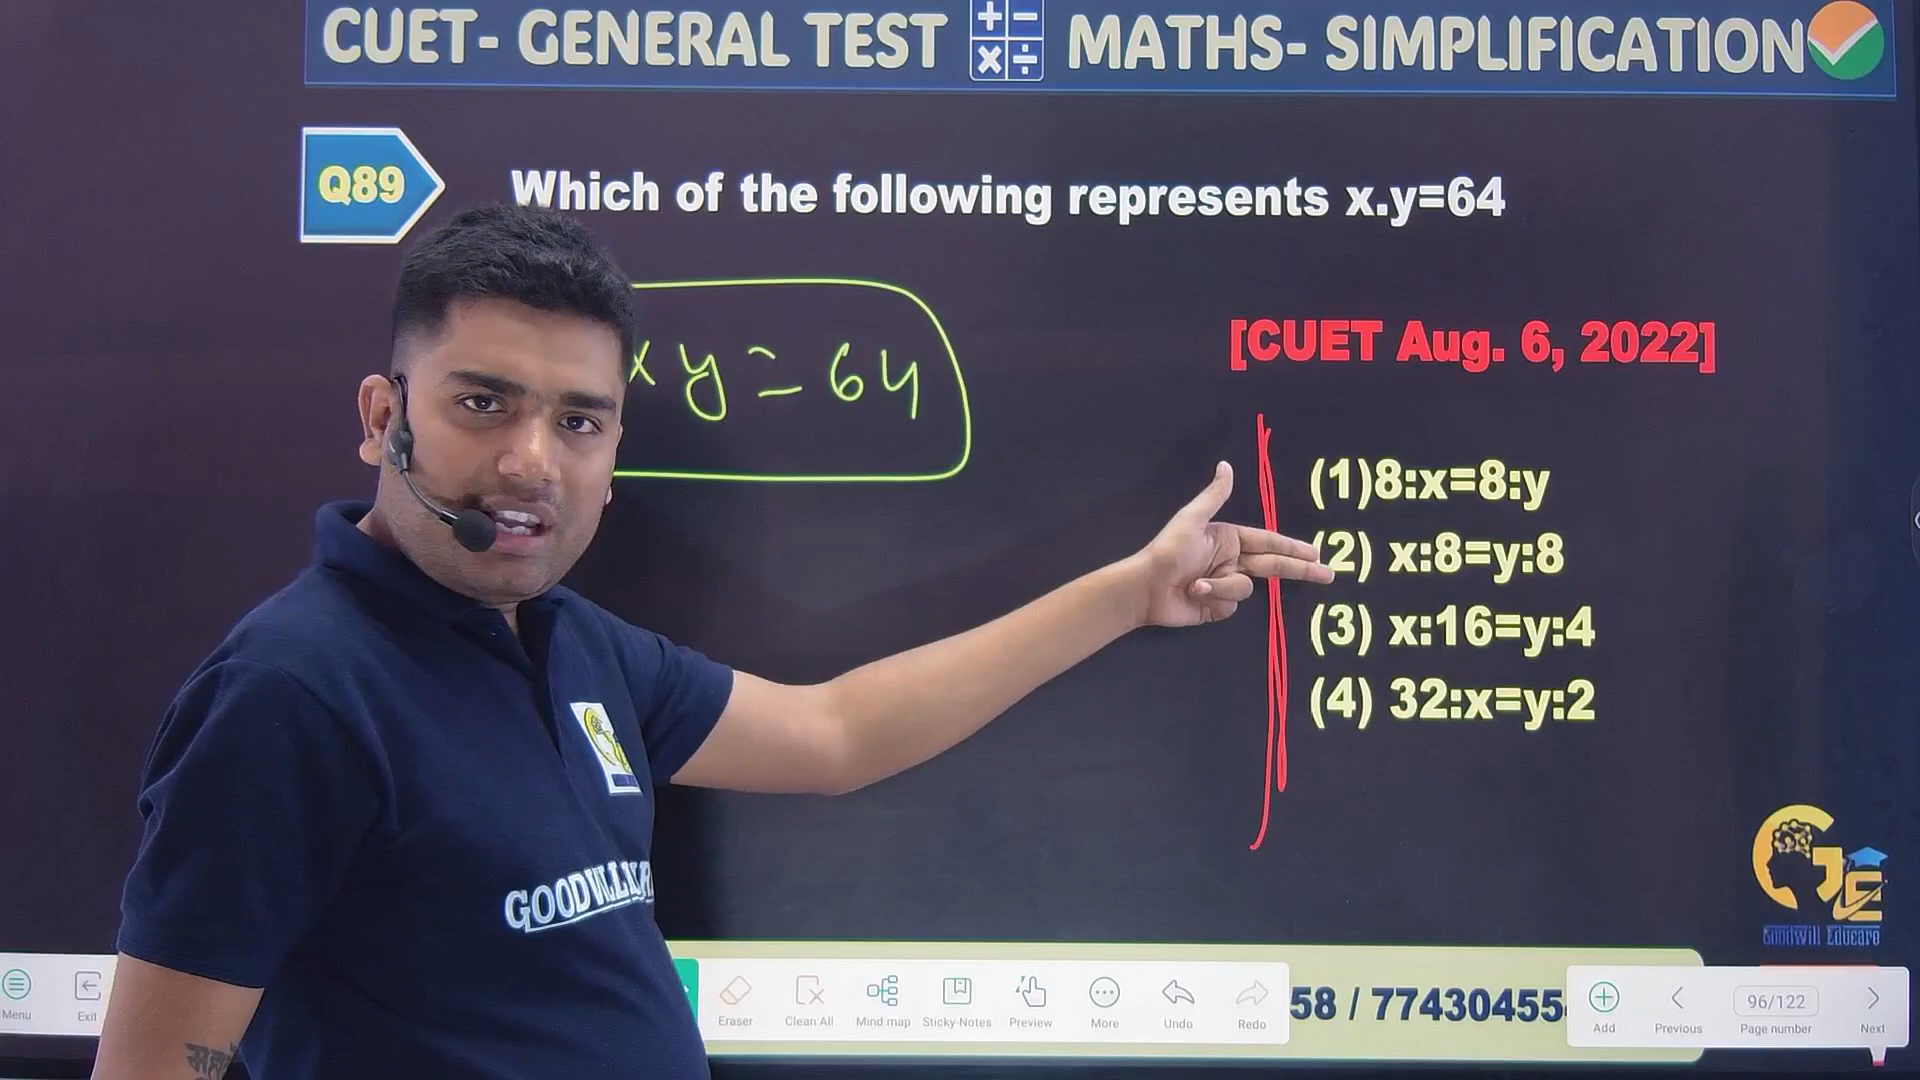 CUET- GENERAL TEST + - × ÷ MATHS- SIMPLIFICATION
Q89
Which of the following represents x.y=64
xy=64
[CUET Aug. 6, 2022]
(1)8:x=8:y
(2) x:8=y:8
(3) x:16=y:4
(4) 32:x=y:2
GE
Goodwill Educare
GOODWILL
Menu
Exit
Eraser
Clean All
Mind map
Sticky-Notes
Preview
More
Undo
Redo
58 / 77430455
Add
Previous
96/122
Page number
Next